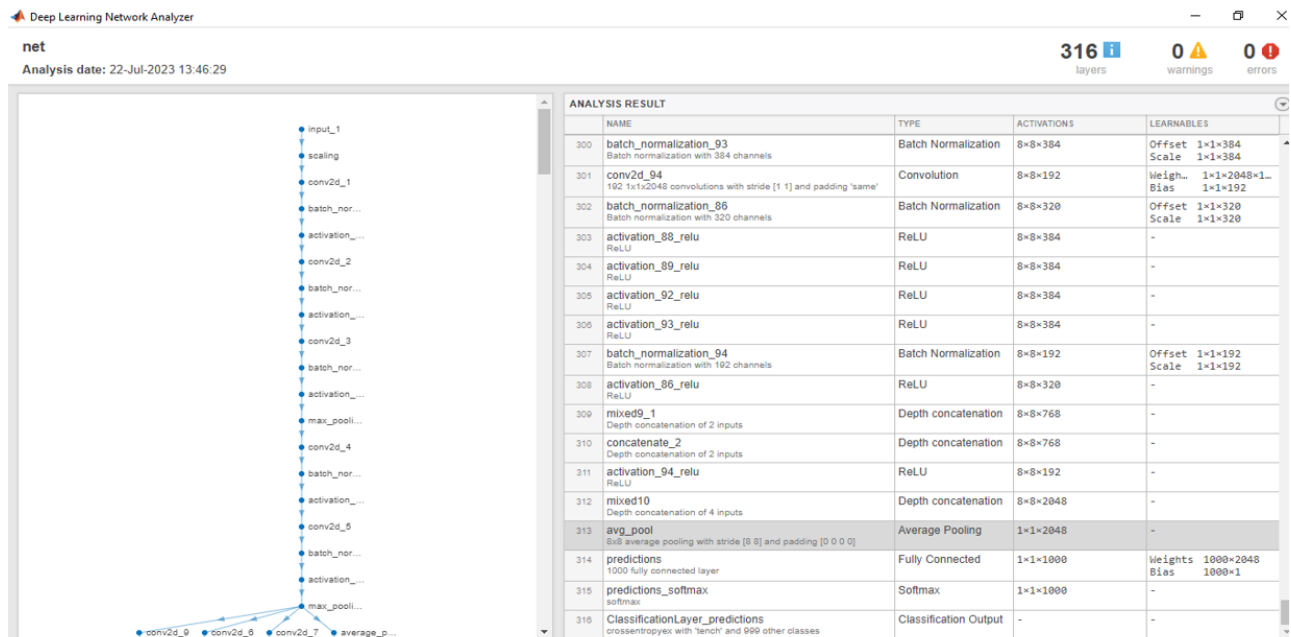 Deep Learning Network Analyzer
net
Analysis date: 22-Jul-2023 13:46:29
316 i
layers
0
warnings
0
errors
input_1
scaling
conv2d_1
batch_nor...
activation_...
conv2d_2
batch_nor...
activation_...
conv2d_3
batch_nor...
activation_...
max_pooli...
conv2d_4
batch_nor...
activation_...
conv2d_5
batch_nor...
activation_...
max_pooli...
conv2d_9 conv2d_6 conv2d_7 average_p...
ANALYSIS RESULT
NAME TYPE ACTIVATIONS LEARNABLES
300 batch_normalization_93 Batch Normalization 8×8×384 Offset 1×1×384
Batch normalization with 384 channels Scale 1×1×384
301 conv2d_94 Convolution 8×8×192 Weigh... 1×1×2048×1...
192 1x1x2048 convolutions with stride [1 1] and padding 'same' Bias 1×1×192
302 batch_normalization_86 Batch Normalization 8×8×320 Offset 1×1×320
Batch normalization with 320 channels Scale 1×1×320
303 activation_88_relu ReLU 8×8×384 -
ReLU
304 activation_89_relu ReLU 8×8×384 -
ReLU
305 activation_92_relu ReLU 8×8×384 -
ReLU
306 activation_93_relu ReLU 8×8×384 -
ReLU
307 batch_normalization_94 Batch Normalization 8×8×192 Offset 1×1×192
Batch normalization with 192 channels Scale 1×1×192
308 activation_86_relu ReLU 8×8×320 -
ReLU
309 mixed9_1 Depth concatenation 8×8×768 -
Depth concatenation of 2 inputs
310 concatenate_2 Depth concatenation 8×8×768 -
Depth concatenation of 2 inputs
311 activation_94_relu ReLU 8×8×192 -
ReLU
312 mixed10 Depth concatenation 8×8×2048 -
Depth concatenation of 4 inputs
313 avg_pool Average Pooling 1×1×2048 -
8x8 average pooling with stride [8 8] and padding [0 0 0 0]
314 predictions Fully Connected 1×1×1000 Weights 1000×2048
1000 fully connected layer Bias 1000×1
315 predictions_softmax Softmax 1×1×1000 -
softmax
316 ClassificationLayer_predictions Classification Output - -
crossentropyex with 'tench' and 999 other classes